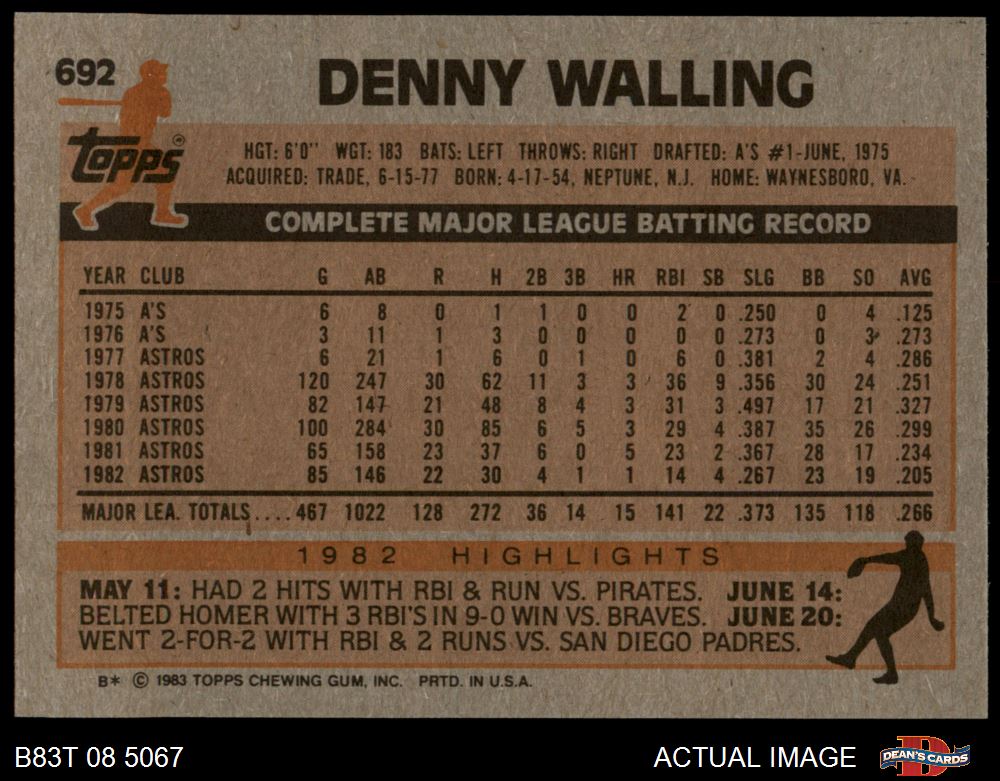 692
DENNY WALLING
Topps®
HGT: 6'0" WGT: 183 BATS: LEFT THROWS: RIGHT DRAFTED: A'S #1-JUNE, 1975
ACQUIRED: TRADE, 6-15-77 BORN: 4-17-54, NEPTUNE, N.J. HOME: WAYNESBORO, VA.
COMPLETE MAJOR LEAGUE BATTING RECORD
YEAR CLUB G AB R H 2B 3B HR RBI SB SLG BB SO AVG
1975 A'S 6 8 0 1 1 0 0 2 0 .250 0 4 .125
1976 A'S 3 11 1 3 0 0 0 0 0 .273 0 3 .273
1977 ASTROS 6 21 1 6 0 1 0 6 0 .381 2 4 .286
1978 ASTROS 120 247 30 62 11 3 3 36 9 .356 30 24 .251
1979 ASTROS 82 147 21 48 8 4 3 31 3 .497 17 21 .327
1980 ASTROS 100 284 30 85 6 5 3 29 4 .387 35 26 .299
1981 ASTROS 65 158 23 37 6 0 5 23 2 .367 28 17 .234
1982 ASTROS 85 146 22 30 4 1 1 14 4 .267 23 19 .205
MAJOR LEA. TOTALS.... 467 1022 128 272 36 14 15 141 22 .373 135 118 .266
1982 HIGHLIGHTS
MAY 11: HAD 2 HITS WITH RBI & RUN VS. PIRATES. JUNE 14:
BELTED HOMER WITH 3 RBI'S IN 9-0 WIN VS. BRAVES. JUNE 20:
WENT 2-FOR-2 WITH RBI & 2 RUNS VS. SAN DIEGO PADRES.
B* © 1983 TOPPS CHEWING GUM, INC. PRTD. IN U.S.A.
B83T 08 5067 ACTUAL IMAGE D DEAN'S CARDS